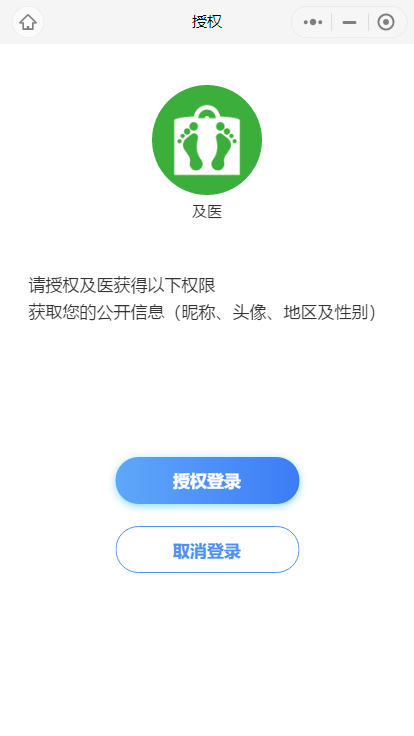 授权
及医
请授权及医获得以下权限
获取您的公开信息（昵称、头像、地区及性别）
授权登录
取消登录